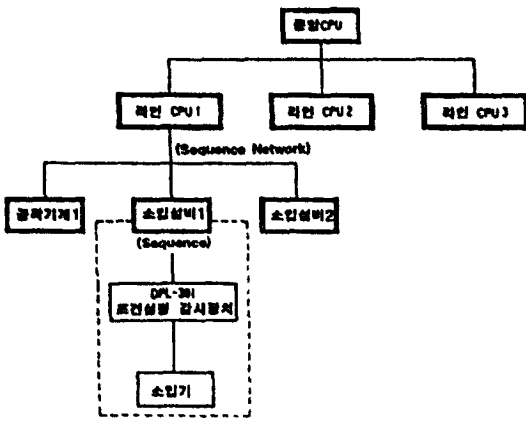 중앙CPU
라인 CPU1
라인 CPU2
라인 CPU3
(Sequence Network)
공작기계1
소입설비1
소입설비2
(Sequence)
조건설정 감시장치
소입기